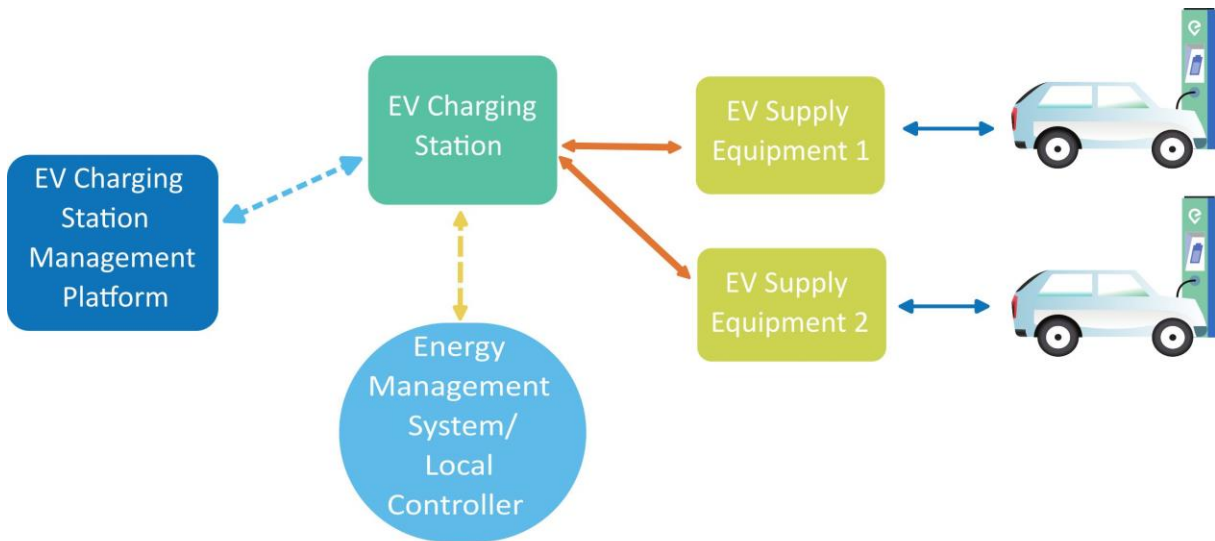 EV Charging
Station
Management
Platform
EV Charging
Station
Energy
Management
System/
Local
Controller
EV Supply
Equipment 1
EV Supply
Equipment 2